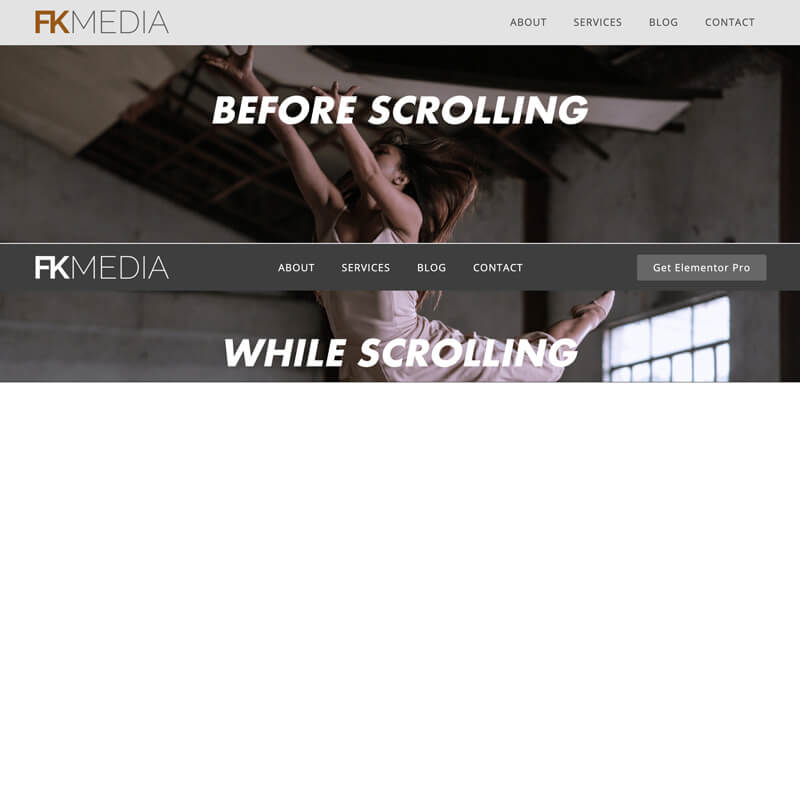 FKMEDIA ABOUT SERVICES BLOG CONTACT
BEFORE SCROLLING
FKMEDIA ABOUT SERVICES BLOG CONTACT Get Elementor Pro
WHILE SCROLLING